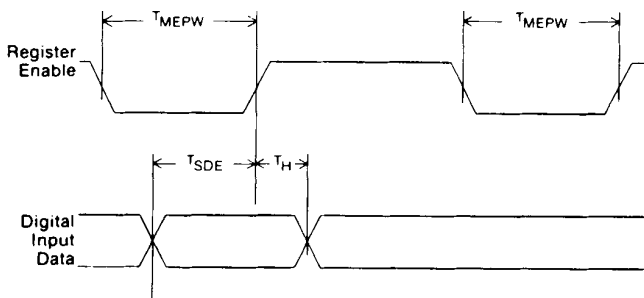 TMEPW
TMEPW
Register
Enable
TSDE
TH
Digital
Input
Data